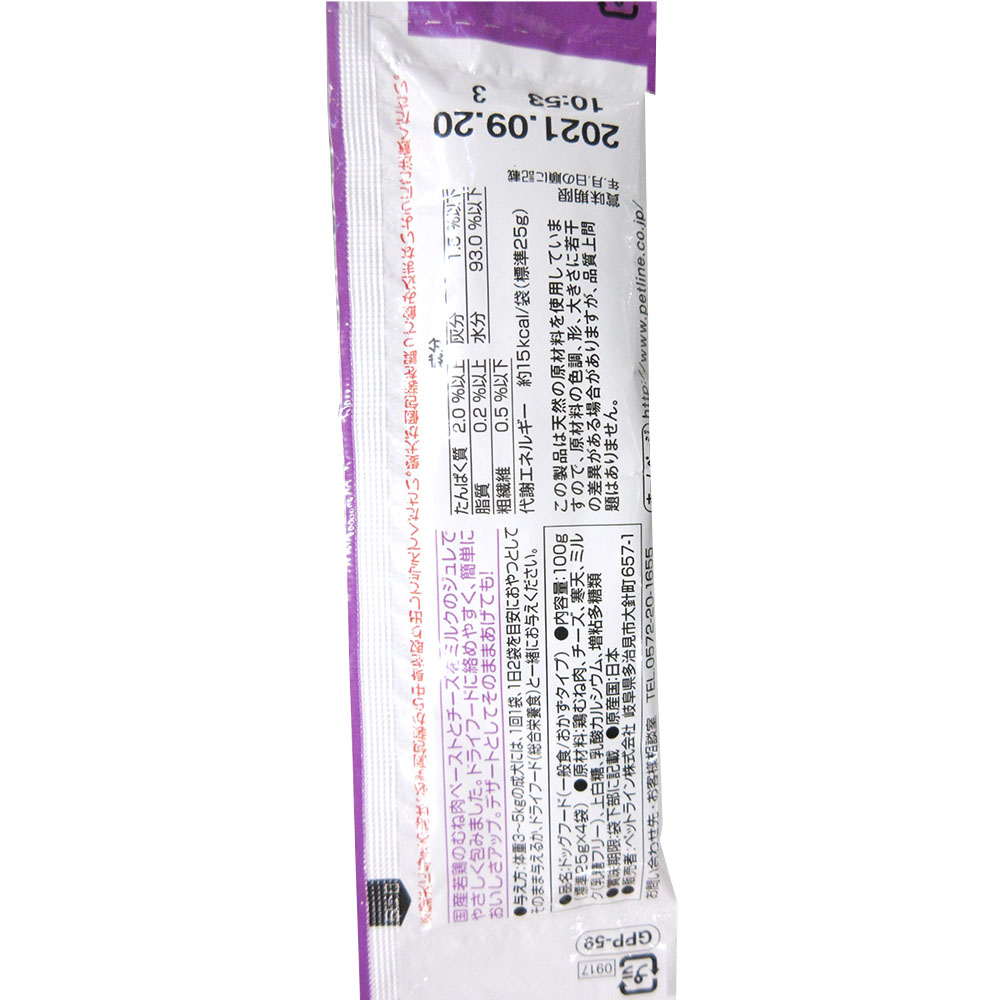 国産若鶏のむね肉ペーストとチーズをミルクのジュレで
やさしく包みました。ドライフードに絡めやすく、簡単に
おいしさアップ。デザートとしてそのままあげても!
●与え方:体重3~5kgの成犬には、1回1袋、1日2袋を目安におやつとして
そのまま与えるか、ドライフード(総合栄養食)と一緒にお与えください。
●品名:ドッグフード(一般食/おかずタイプ) ●内容量:100g
(標準25g×4袋) ●原材料:鶏むね肉、チーズ、寒天、ミル
ク(乳糖フリー)、上白糖、乳酸カルシウム、増粘多糖類
●賞味期限:袋下部に記載 ●原産国:日本
●販売者:ペットライン株式会社 岐阜県多治見市大針町657-1
お問い合わせ先:お客様相談室 TEL.0572-20-1655
成分
たんぱく質 2.0 %以上 灰分 1.5 %以下
脂質 0.2 %以上 水分 93.0 %以下
粗繊維 0.5 %以下
代謝エネルギー 約15kcal/袋(標準25g)
この製品は天然の原材料を使用していま
すので、原材料の色調、形、大きさに若干
の差異がある場合がありますが、品質上問
題はありません。
http://www.petline.co.jp/
賞味期限
年.月.日の順に記載
2021.09.20
10:53 3
GPP-59
0917